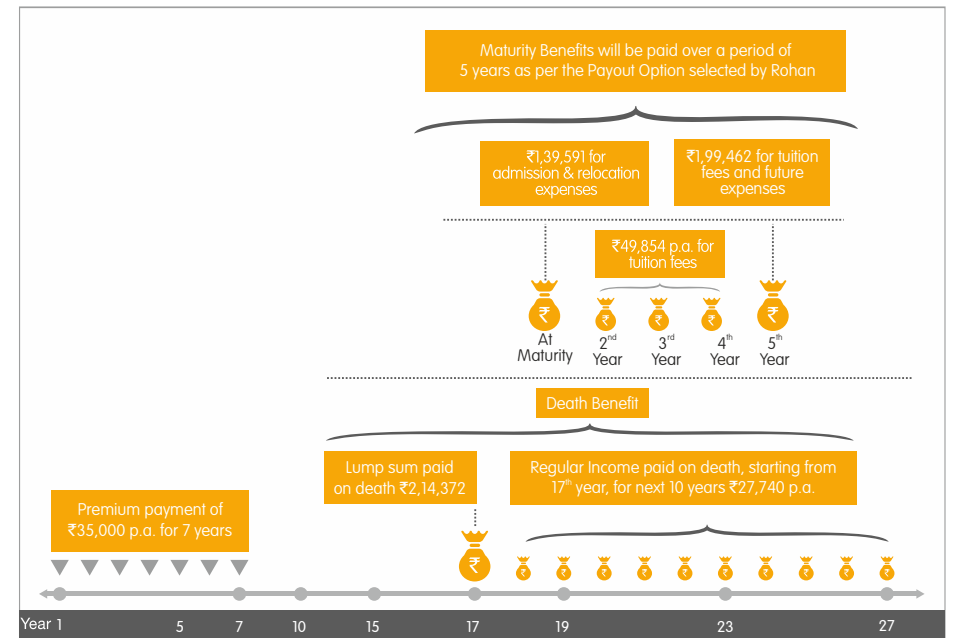 Maturity Benefits will be paid over a period of
5 years as per the Payout Option selected by Rohan
₹1,39,591 for
admission & relocation
expenses
₹1,99,462 for tuition
fees and future
expenses
₹49,854 p.a. for
tuition fees
₹
₹
₹
₹
₹
At
Maturity
2nd
Year
3rd
Year
4th
Year
5th
Year
Death Benefit
Lump sum paid
on death ₹2,14,372
Regular Income paid on death, starting from
17th year, for next 10 years ₹27,740 p.a.
Premium payment of
₹35,000 p.a. for 7 years
₹
₹
₹
₹
₹
₹
₹
₹
₹
₹
₹
Year 1
5
7
10
15
17
19
23
27